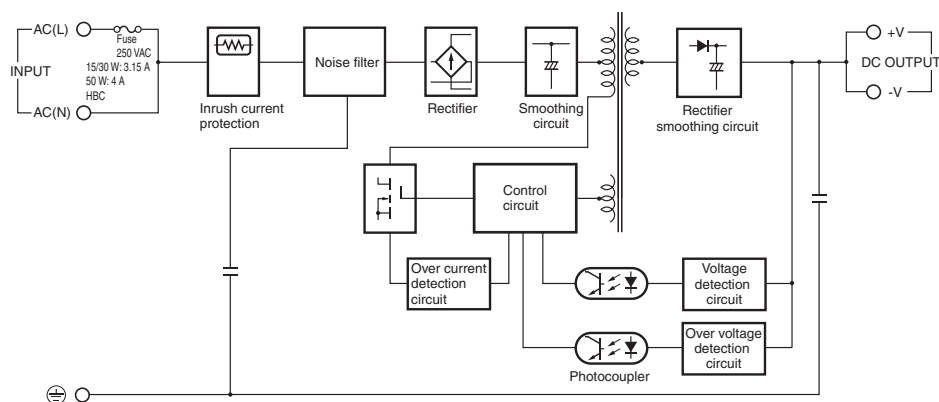 AC(L)
Fuse
250 VAC
15/30 W: 3.15 A
50 W: 4 A
HBC
INPUT
AC(N)
Inrush current
protection
Noise filter
Rectifier
Smoothing
circuit
Rectifier
smoothing circuit
+V
DC OUTPUT
-V
Control
circuit
Over current
detection
circuit
Voltage
detection
circuit
Over voltage
detection
circuit
Photocoupler